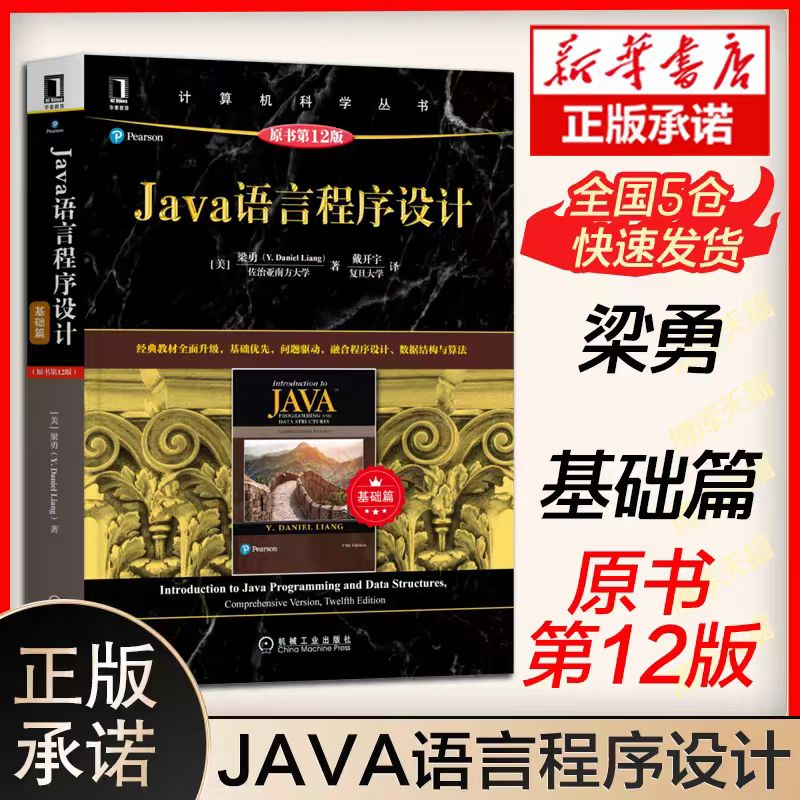 新华书店
正版承诺
全国5仓
快速发货
梁勇
基础篇
原书
第12版
华章教育
Pearson
Java语言程序设计
基础篇
(原书第12版)
[美] 梁勇(Y. Daniel Liang) 著
华章教育
计算机科学丛书
Pearson
原书第12版
Java语言程序设计
[美] 梁勇(Y. Daniel Liang) 著 戴开宇 译
佐治亚南方大学 复旦大学
经典教材全面升级,基础优先,问题驱动,融合程序设计、数据结构与算法
Introduction to
JAVA
PROGRAMMING AND
DATA STRUCTURES
基础篇
Y. DANIEL LIANG
Pearson
Introduction to Java Programming and Data Structures,
Comprehensive Version, Twelfth Edition
机械工业出版社
China Machine Press
正版
承诺
JAVA语言程序设计